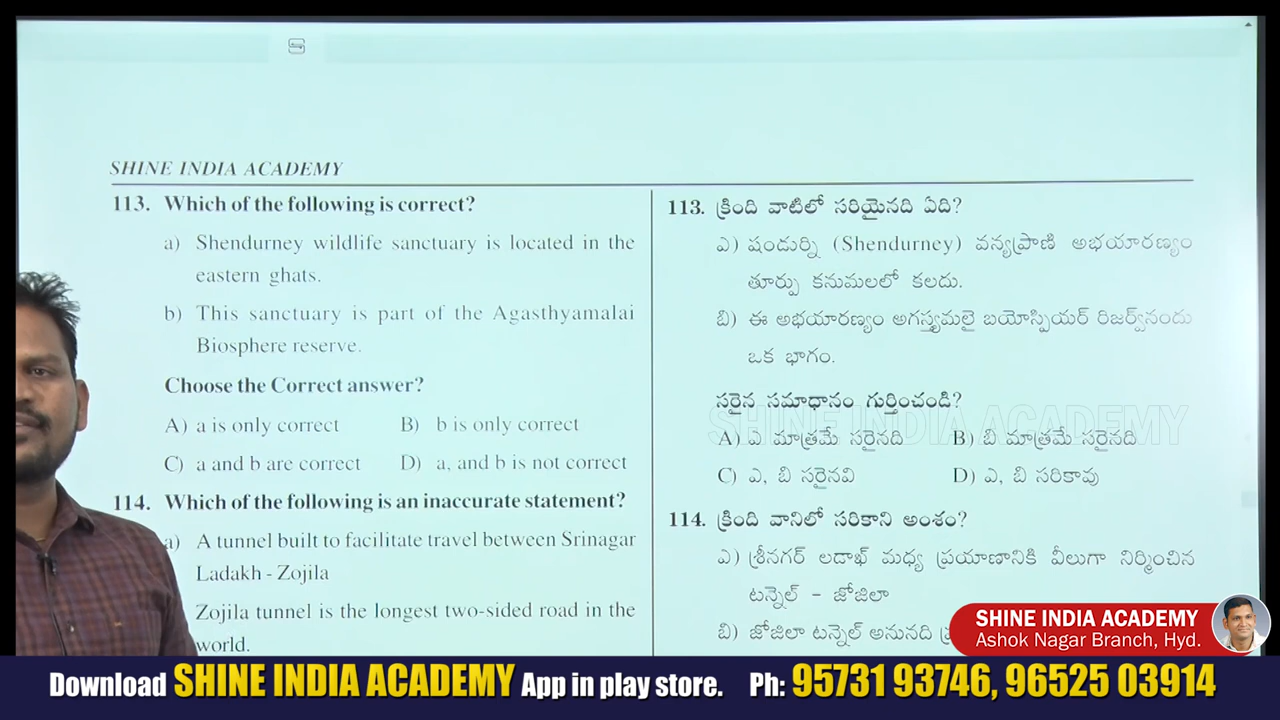 SHINE INDIA ACADEMY
113. Which of the following is correct?
a) Shendurney wildlife sanctuary is located in the
eastern ghats.
b) This sanctuary is part of the Agasthyamalai
Biosphere reserve.
Choose the Correct answer?
A) a is only correct B) b is only correct
C) a and b are correct D) a, and b is not correct
114. Which of the following is an inaccurate statement?
a) A tunnel built to facilitate travel between Srinagar
Ladakh - Zojila
Zojila tunnel is the longest two-sided road in the
world.
113. క్రింది వాటిలో సరియైనది ఏది?
ఎ) షందుర్ని (Shendurney) వన్యప్రాణి అభయారణ్యం
తూర్పు కనుమలలో కలదు.
బి) ఈ అభయారణ్యం అగస్త్యమలై బయోస్పియర్ రిజర్వ్‌నందు
ఒక భాగం.
సరైన సమాధానం గుర్తించండి?
SHINE INDIA ACADEMY
A) ఎ మాత్రమే సరైనది B) బి మాత్రమే సరైనది
C) ఎ, బి సరైనవి D) ఎ, బి సరికావు
114. క్రింది వానిలో సరికాని అంశం?
ఎ) శ్రీనగర్ లడాఖ్ మధ్య ప్రయాణానికి వీలుగా నిర్మించిన
టన్నెల్ - జోజిలా
బి) జోజిలా టన్నెల్ అనునది
SHINE INDIA ACADEMY
Ashok Nagar Branch, Hyd.
Download SHINE INDIA ACADEMY App in play store. Ph: 95731 93746, 96525 03914